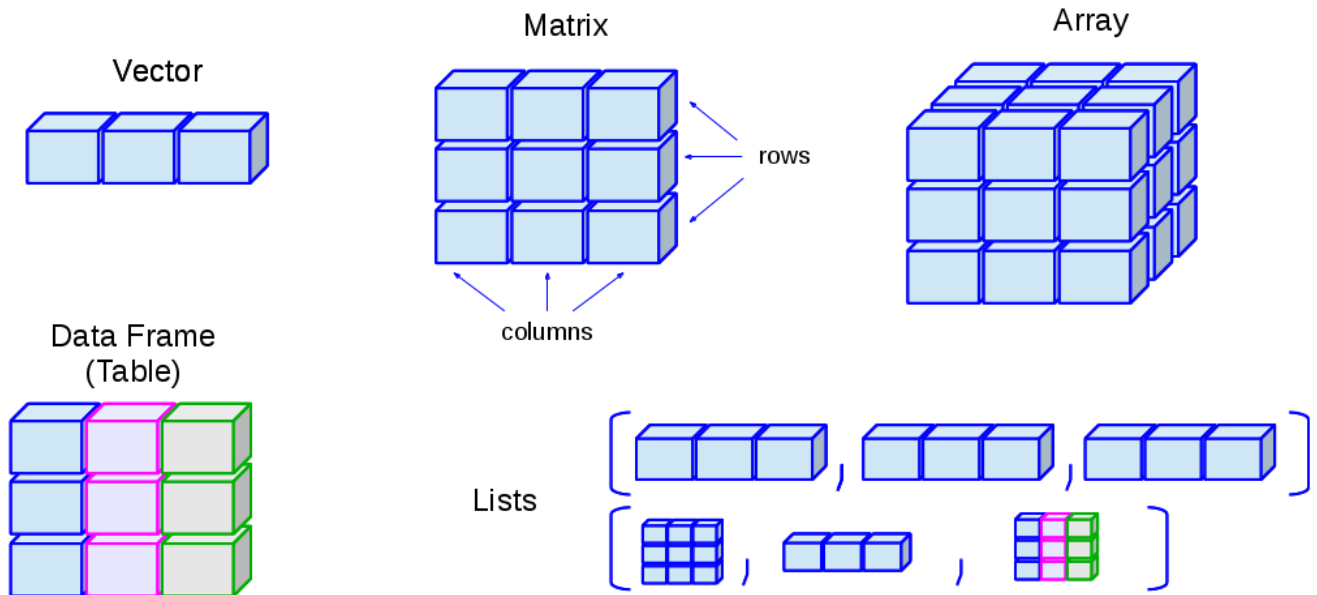 Vector
Matrix
Array
rows
columns
Data Frame
(Table)
Lists